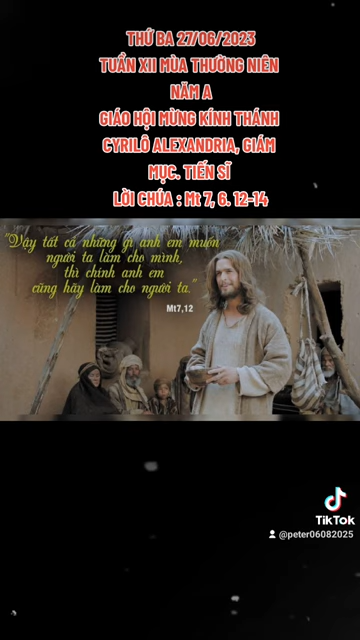 THỨ BA 27/06/2023
TUẦN XII MÙA THƯỜNG NIÊN
NĂM A
GIÁO HỘI MỪNG KÍNH THÁNH
CYRILÔ ALEXANDRIA, GIÁM
MỤC. TIẾN SĨ
LỜI CHÚA : Mt 7, 6. 12-14
"Vậy tất cả những gì anh em muốn
người ta làm cho mình,
thì chính anh em
cũng hãy làm cho người ta."
Mt7,12
TikTok
@peter06082025